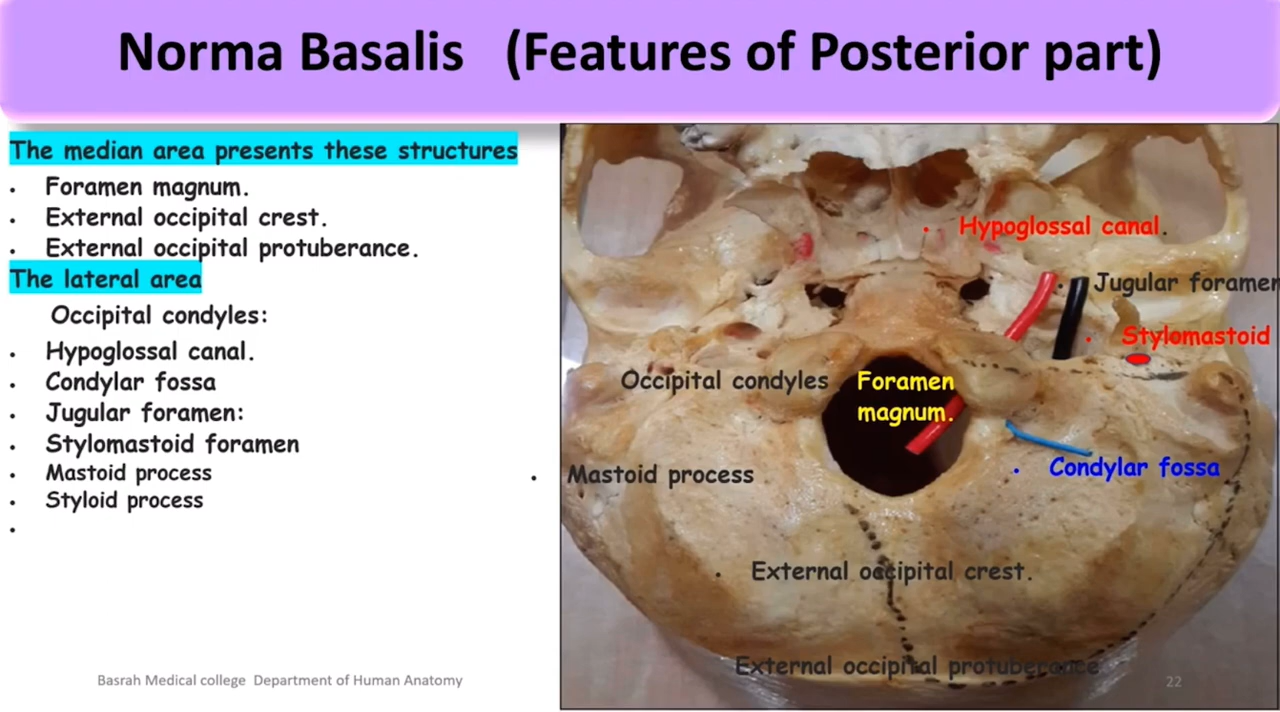 Norma Basalis (Features of Posterior part)
The median area presents these structures
• Foramen magnum.
• External occipital crest.
• External occipital protuberance.
The lateral area
Occipital condyles:
• Hypoglossal canal.
• Condylar fossa
• Jugular foramen:
• Stylomastoid foramen
• Mastoid process
• Styloid process
•
• Hypoglossal canal.
• Jugular foramen
• Stylomastoid
Occipital condyles
Foramen
magnum.
• Condylar fossa
• Mastoid process
• External occipital crest.
External occipital protuberance
Basrah Medical college Department of Human Anatomy
22